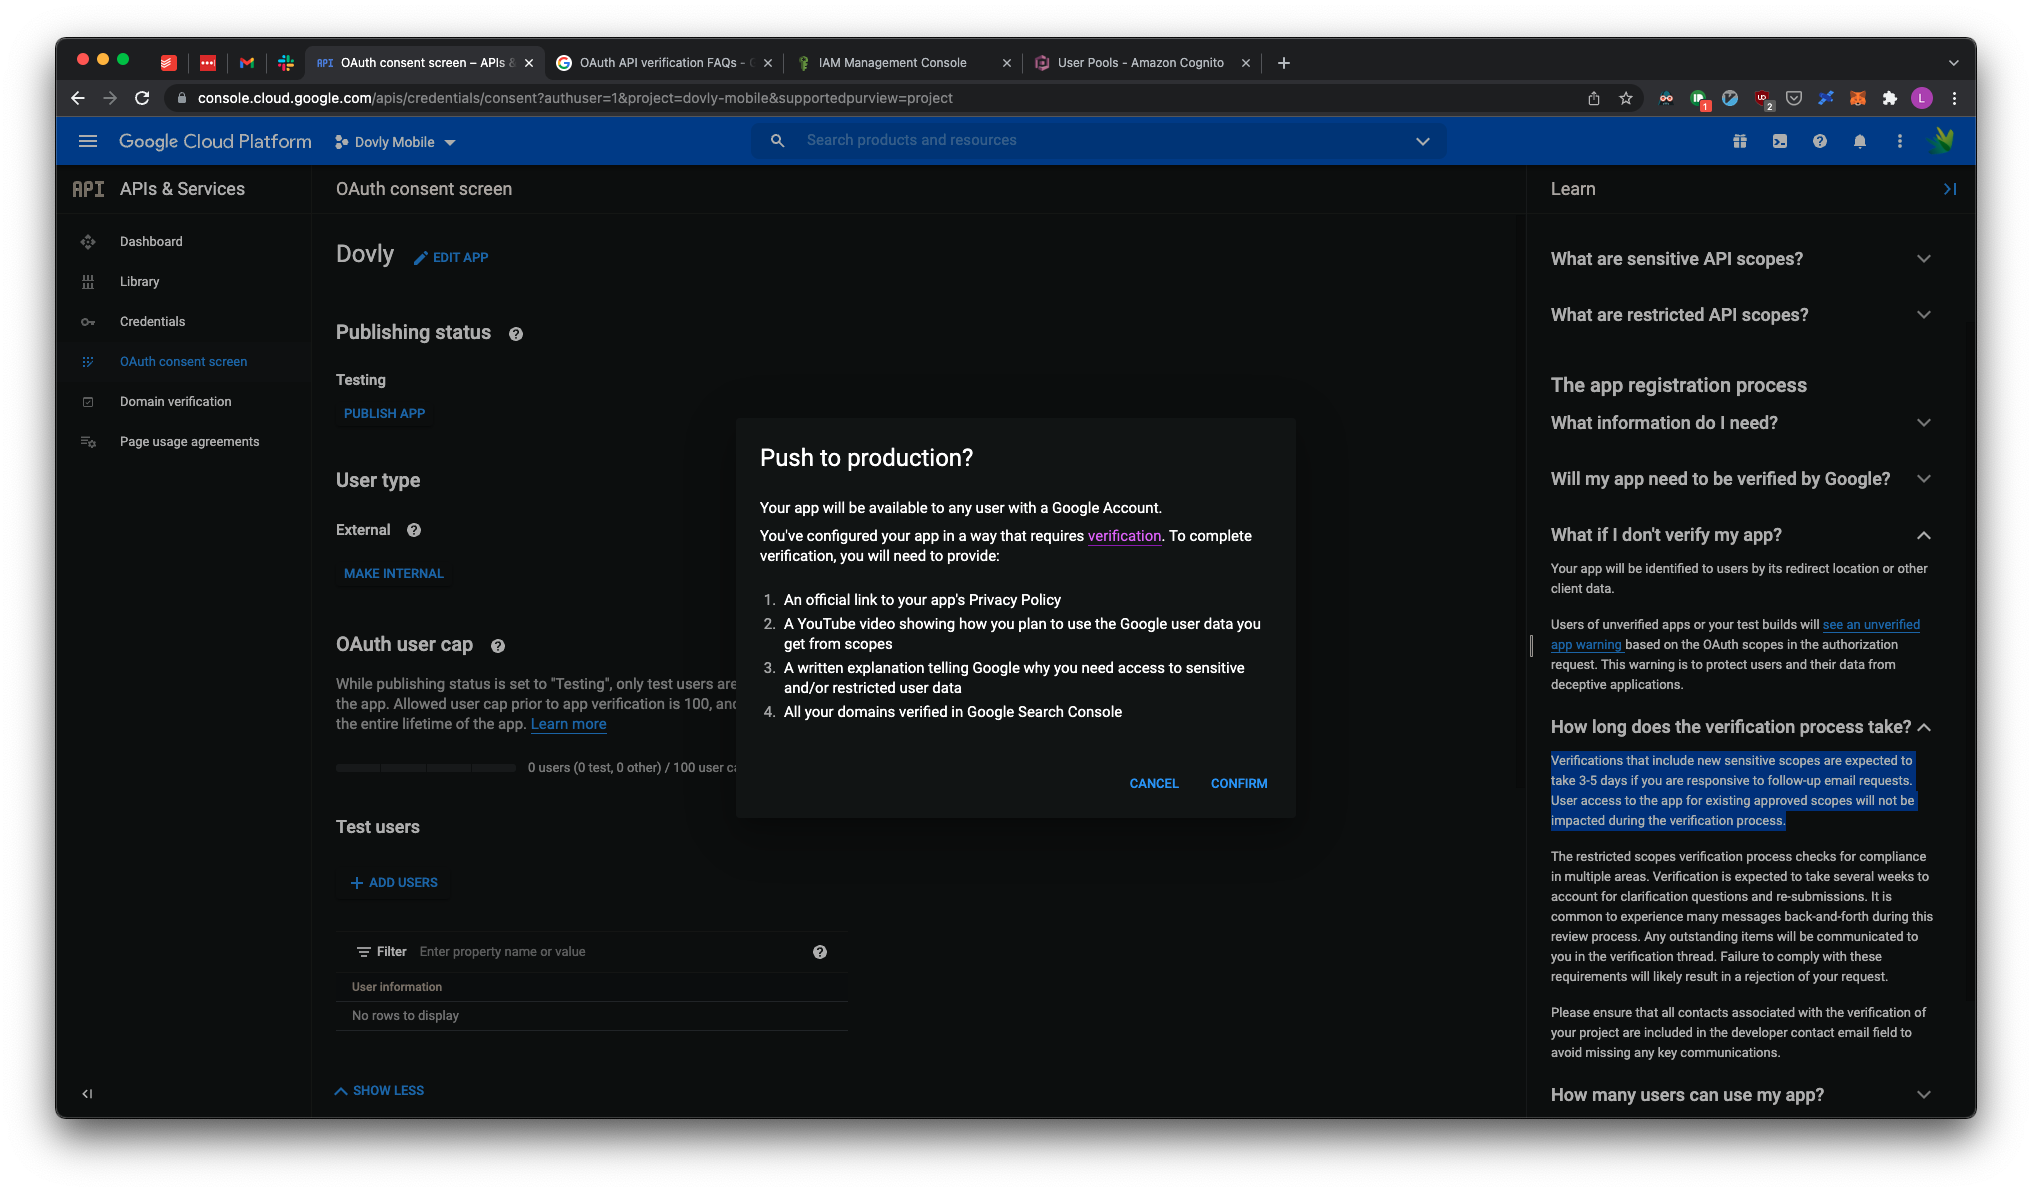 OAuth consent screen – APIs &
OAuth API verification FAQs -
IAM Management Console
User Pools - Amazon Cognito
console.cloud.google.com/apis/credentials/consent?authuser=1&project=dovly-mobile&supportedpurview=project
1
2
L
Google Cloud Platform
Dovly Mobile
Search products and resources
API APIs & Services
Dashboard
Library
Credentials
OAuth consent screen
Domain verification
Page usage agreements
OAuth consent screen
Dovly
EDIT APP
Publishing status
Testing
PUBLISH APP
User type
External
MAKE INTERNAL
OAuth user cap
While publishing status is set to "Testing", only test users are
the app. Allowed user cap prior to app verification is 100, and
the entire lifetime of the app. Learn more
0 users (0 test, 0 other) / 100 user ca
Test users
+ ADD USERS
Filter Enter property name or value
User information
No rows to display
SHOW LESS
Push to production?
Your app will be available to any user with a Google Account.
You've configured your app in a way that requires verification. To complete
verification, you will need to provide:
1. An official link to your app's Privacy Policy
2. A YouTube video showing how you plan to use the Google user data you
get from scopes
3. A written explanation telling Google why you need access to sensitive
and/or restricted user data
4. All your domains verified in Google Search Console
CANCEL
CONFIRM
Learn
What are sensitive API scopes?
What are restricted API scopes?
The app registration process
What information do I need?
Will my app need to be verified by Google?
What if I don't verify my app?
Your app will be identified to users by its redirect location or other
client data.
Users of unverified apps or your test builds will see an unverified
app warning based on the OAuth scopes in the authorization
request. This warning is to protect users and their data from
deceptive applications.
How long does the verification process take?
Verifications that include new sensitive scopes are expected to
take 3-5 days if you are responsive to follow-up email requests.
User access to the app for existing approved scopes will not be
impacted during the verification process.
The restricted scopes verification process checks for compliance
in multiple areas. Verification is expected to take several weeks to
account for clarification questions and re-submissions. It is
common to experience many messages back-and-forth during this
review process. Any outstanding items will be communicated to
you in the verification thread. Failure to comply with these
requirements will likely result in a rejection of your request.
Please ensure that all contacts associated with the verification of
your project are included in the developer contact email field to
avoid missing any key communications.
How many users can use my app?